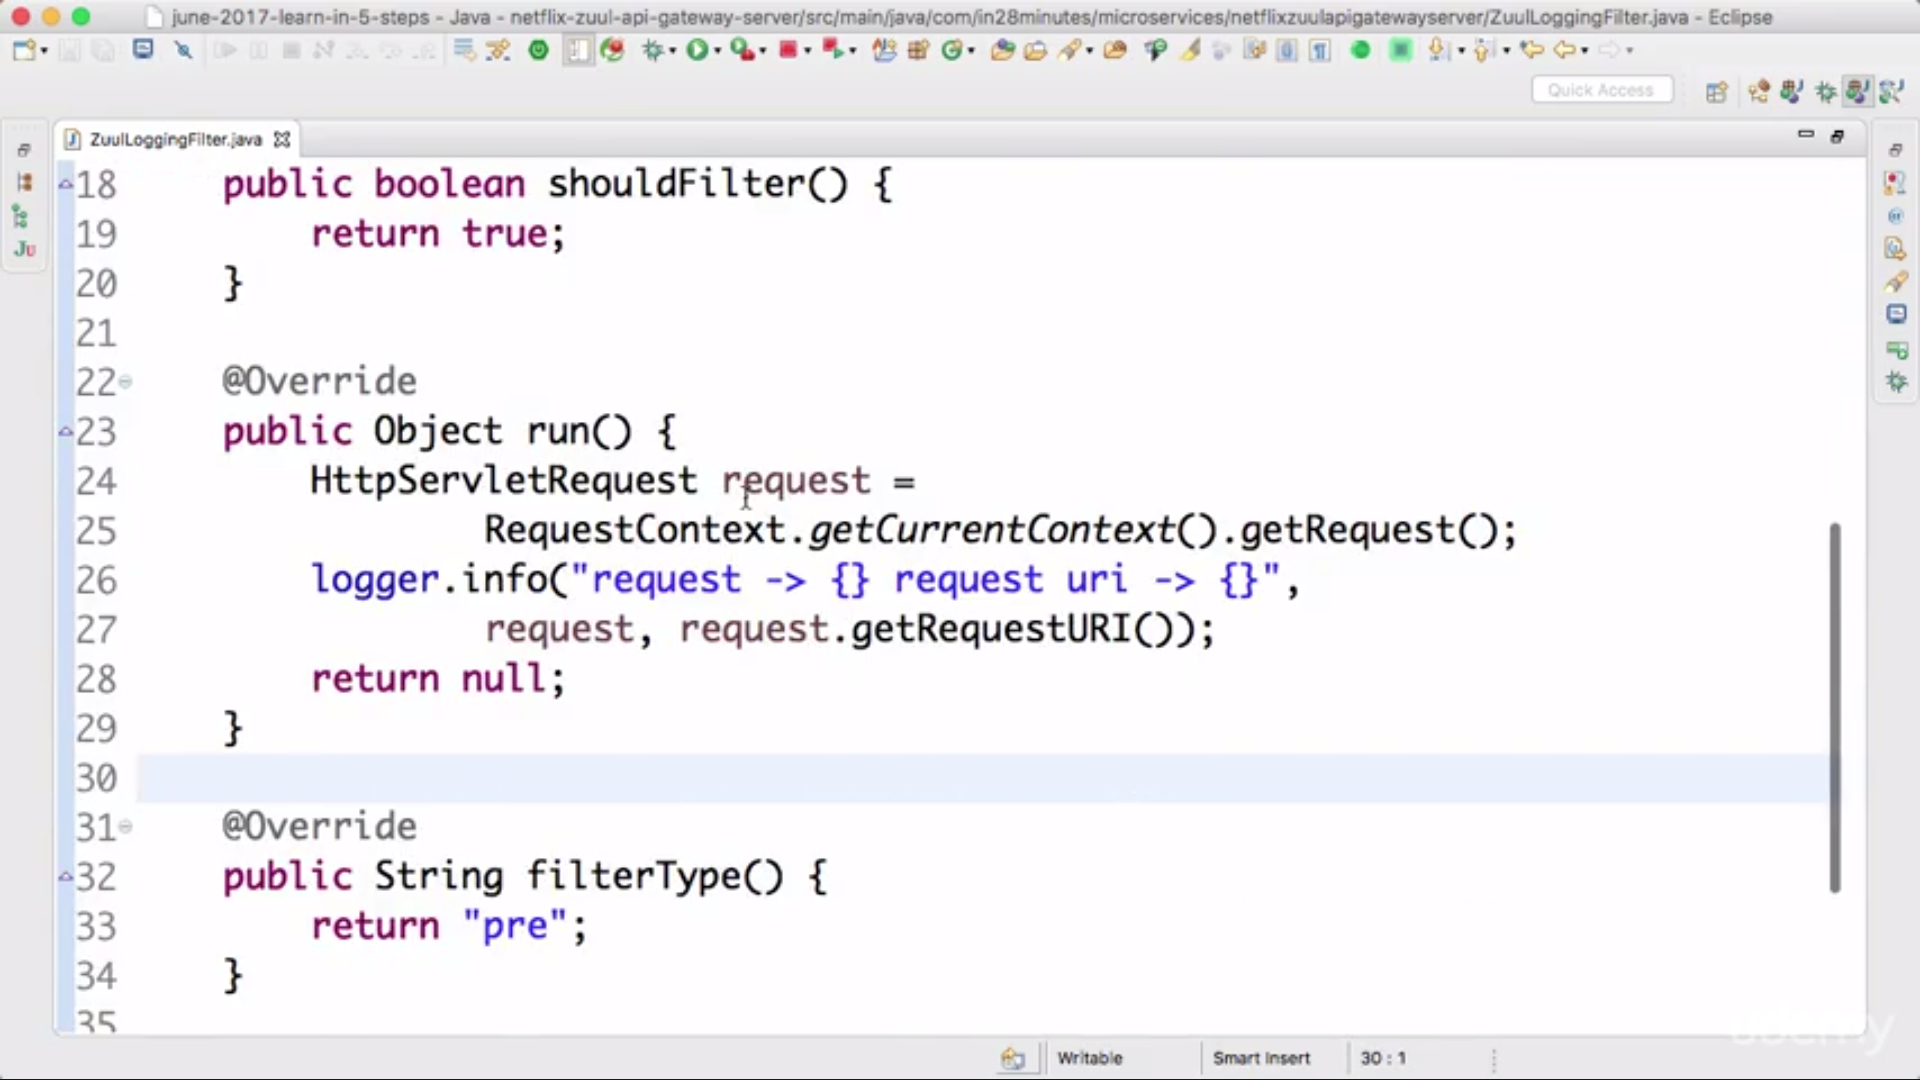 june-2017-learn-in-5-steps - Java - netflix-zuul-api-gateway-server/src/main/java/com/in28minutes/microservices/netflixzuulapigatewayserver/ZuulLoggingFilter.java - Eclipse
Quick Access
ZuulLoggingFilter.java
18 public boolean shouldFilter() {
19 return true;
20 }
21
22 @Override
23 public Object run() {
24 HttpServletRequest request =
25 RequestContext.getCurrentContext().getRequest();
26 logger.info("request -> {} request uri -> {}",
27 request, request.getRequestURI());
28 return null;
29 }
30
31 @Override
32 public String filterType() {
33 return "pre";
34 }
35
Ju
Writable Smart Insert 30 : 1
udemy